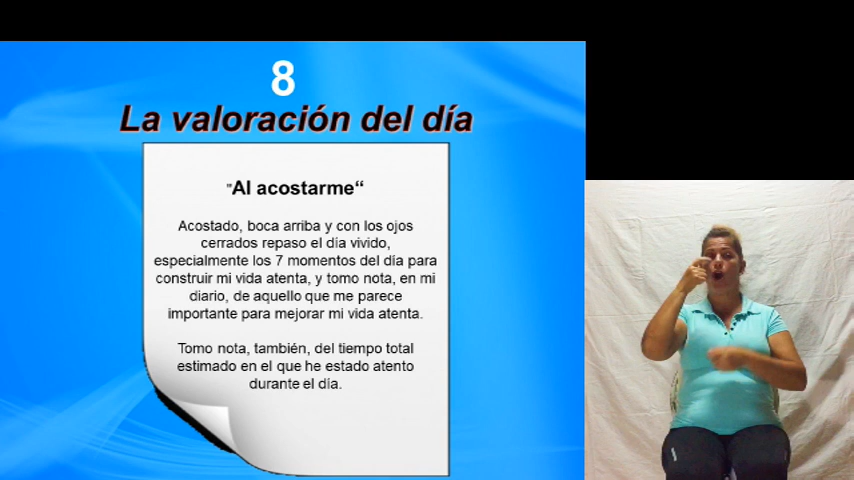 8
La valoración del día
"Al acostarme“
Acostado, boca arriba y con los ojos
cerrados repaso el día vivido,
especialmente los 7 momentos del día para
construir mi vida atenta, y tomo nota, en mi
diario, de aquello que me parece
importante para mejorar mi vida atenta.
Tomo nota, también, del tiempo total
estimado en el que he estado atento
durante el día.